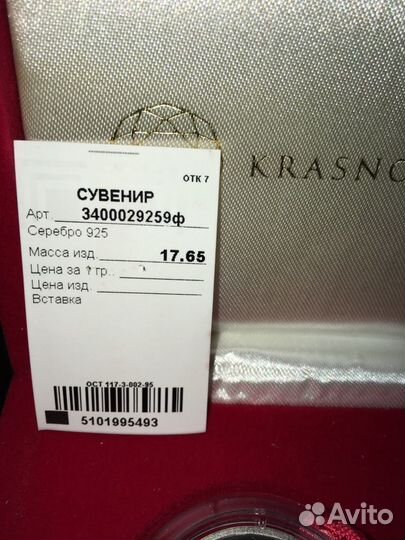 KRASNO
ОТК 7
СУВЕНИР
Арт. 3400029259ф
Серебро 925
Масса изд. 17.65
Цена за 1 гр..
Цена изд.
Вставка
ОСТ 117-3-002-95
5101995493
Avito